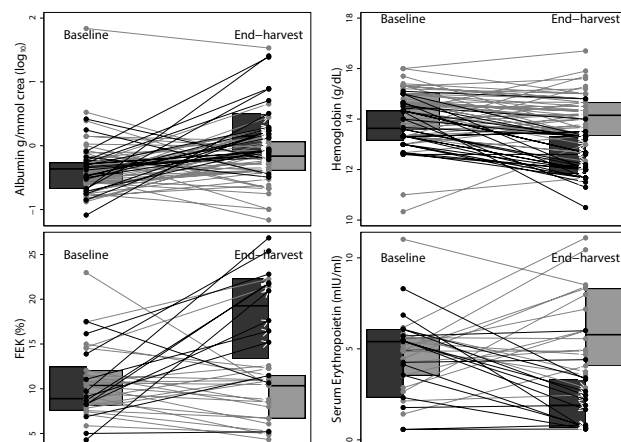 Albumin g/mmol crea (log₁₀)
2
1
0
−1
Baseline
End−harvest
Hemoglobin (g/dL)
18
16
14
12
10
Baseline
End−harvest
FEK (%)
25
20
15
10
5
Baseline
End−harvest
Serum Erythropoietin (mIU/ml)
10
5
0
Baseline
End−harvest